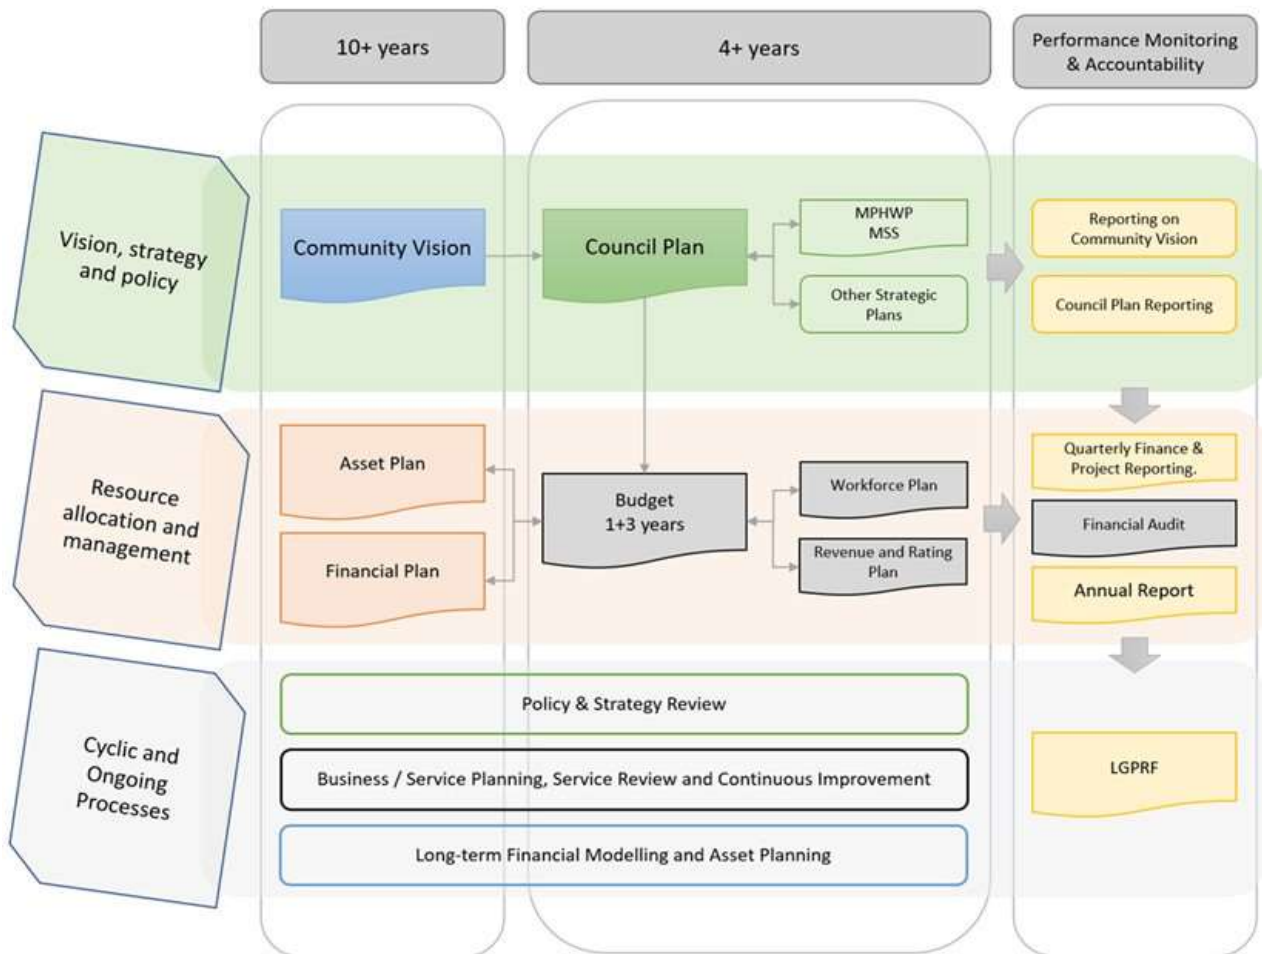 10+ years
4+ years
Performance Monitoring
& Accountability
Vision, strategy
and policy
Community Vision
Council Plan
MPHWP
MSS
Other Strategic
Plans
Reporting on
Community Vision
Council Plan Reporting
Resource
allocation and
management
Asset Plan
Financial Plan
Budget
1+3 years
Workforce Plan
Revenue and Rating
Plan
Quarterly Finance &
Project Reporting.
Financial Audit
Annual Report
Cyclic and
Ongoing
Processes
Policy & Strategy Review
Business / Service Planning, Service Review and Continuous Improvement
Long-term Financial Modelling and Asset Planning
LGPRF